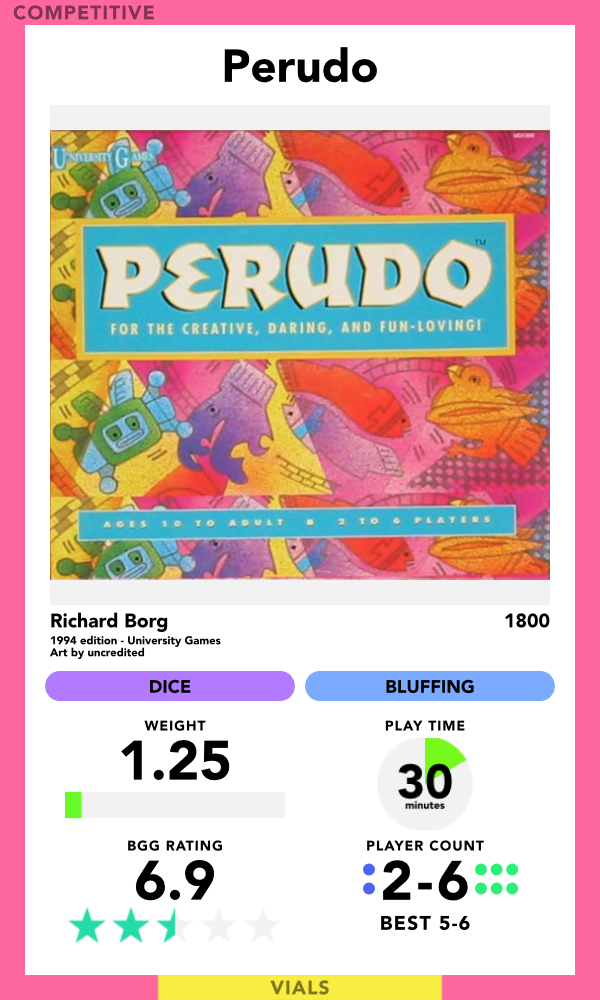 COMPETITIVE
Perudo
UNIVERSITY GAMES
PERUDO™
FOR THE CREATIVE, DARING, AND FUN-LOVING!
AGES 10 TO ADULT ■ 2 TO 6 PLAYERS
Richard Borg 1800
1994 edition - University Games
Art by uncredited
DICE BLUFFING
WEIGHT PLAY TIME
1.25 30
minutes
BGG RATING PLAYER COUNT
6.9 2-6
BEST 5-6
VIALS